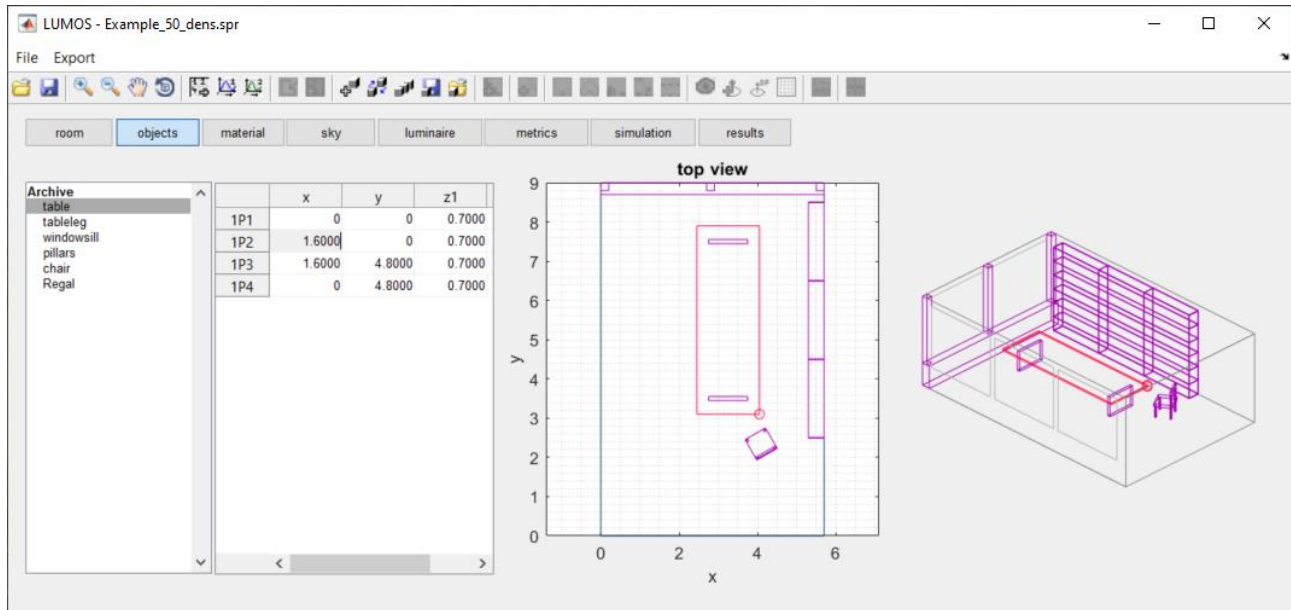 LUMOS - Example_50_dens.spr
File Export
room objects material sky luminaire metrics simulation results
Archive
table
tableleg
windowsill
pillars
chair
Regal
x y z1
1P1 0 0 0.7000
1P2 1.6000 0 0.7000
1P3 1.6000 4.8000 0.7000
1P4 0 4.8000 0.7000
top view
9
8
7
6
5
4
3
2
1
0
y
0 2 4 6
x